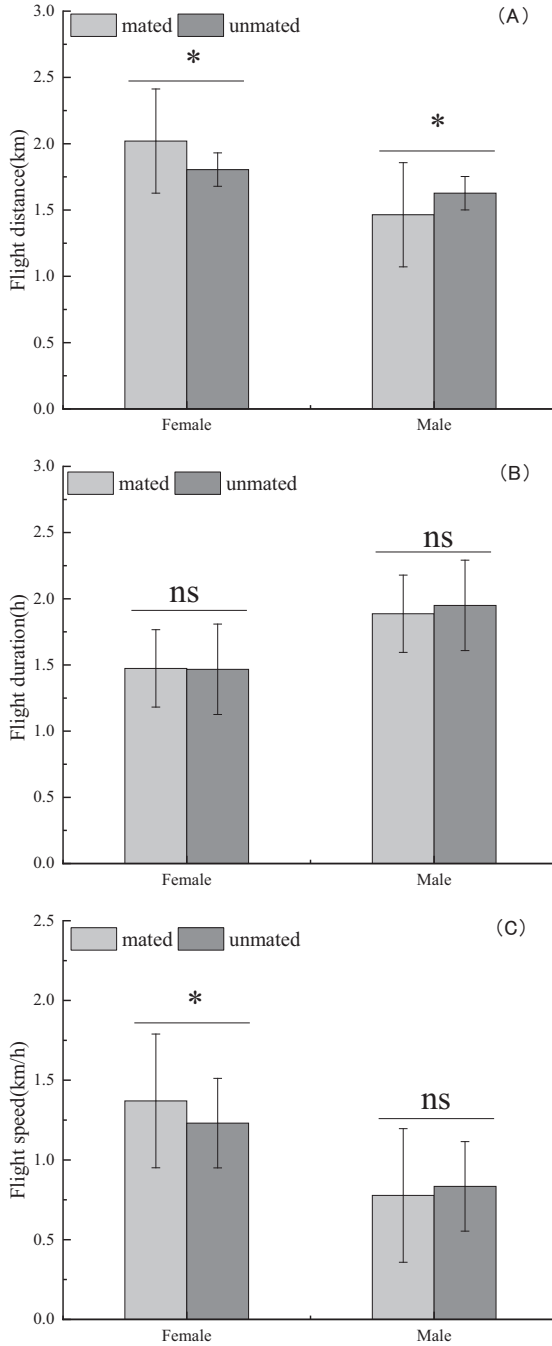 (A)
mated unmated
3.0
2.5
2.0
1.5
1.0
0.5
0.0
Flight distance(km)
*
*
Female Male
(B)
mated unmated
3.0
2.5
2.0
1.5
1.0
0.5
0.0
Flight duration(h)
ns
ns
Female Male
(C)
mated unmated
2.5
2.0
1.5
1.0
0.5
0.0
Flight speed(km/h)
*
ns
Female Male